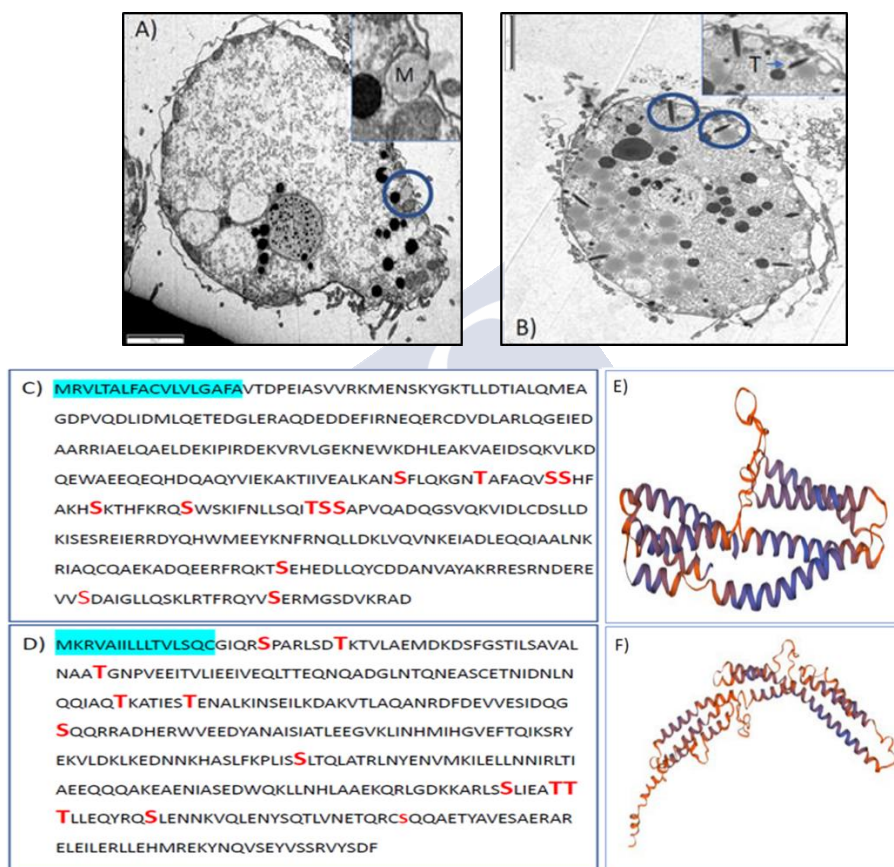 A)
M
T
B)
C) MRVLTALFACVLVLGAFAVTDPEIASVVRKMENSKYGKTLLDTIALQMEA
GDPVQDLIDMLQETEDGLERAQDEDDEFIRNEQERCDVDLARLQGEIED
AARRIAELQAELDEKIPIRDEKVRVLGEKNEWKDHLEAKVAEIDSQKVLKD
QEWAEEQEQHDQAQYVIEKAKTIIVEALKANSFLQKGNTAFAQVSSHF
AKHSKTHFKRQSWSKIFNLLSQITSSAPVQADQGSVQKVIDLCDSLLD
KISESREIERRDYQHWMEEYKNFRNQLLDKLVQVNKEIADLEQQIAALNK
RIAQCQAEKADQEERFRQKTSEHEDLLQYCDDANVAYAKRRESRNDERE
VVSDAIGLLQSKLRTFRQYVSERMGSDVKRAD
E)
D) MKRVAIILLLTVLSQCGIQRSPARLSDTKTVLAEMDKDSFGSTILSAVAL
NAATGNPVEEITVLIEEIVEQLTTEQNQADGLNTQNEASCETNIDNLN
QQIAQTKATIESTENALKINSEILKDAKVTLAQANRDFDEVVESIDQG
SQQRRADHERWVEEDYANAISIATLEEGVKLINHMIHGVEFTQIKSRY
EKVLDKLKEDNNKHASLFKPLISSLTQLATRLNYENVMKILELLNNIRLTI
AEEQQQAKEAENIASEDWQKLLNHLAAEKQRLGDKKARLSSLIEATT
TLLEQYRQSLENNKVQLENYSQTLVNETQRCSQQAETYAVESAERAR
ELEILERLLEHMREKYNQVSEYVSSRVYSDF
F)